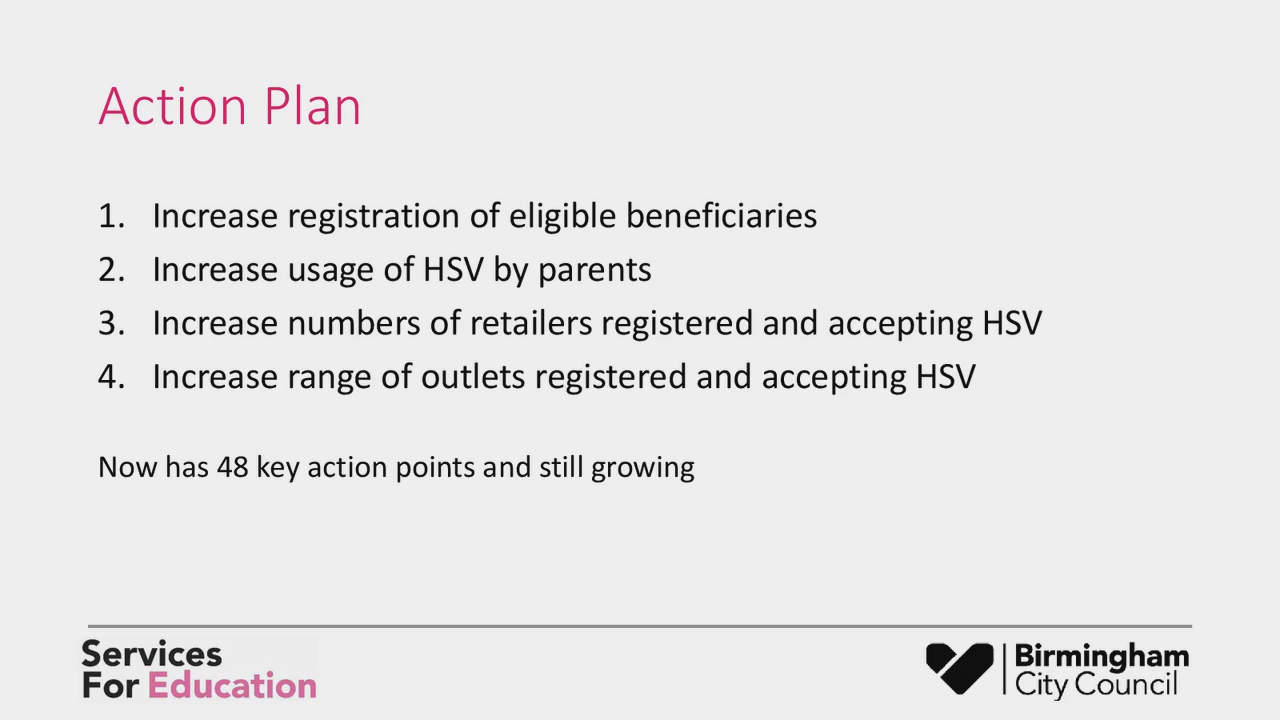 Action Plan
1. Increase registration of eligible beneficiaries
2. Increase usage of HSV by parents
3. Increase numbers of retailers registered and accepting HSV
4. Increase range of outlets registered and accepting HSV
Now has 48 key action points and still growing
Services
For Education
Birmingham
City Council